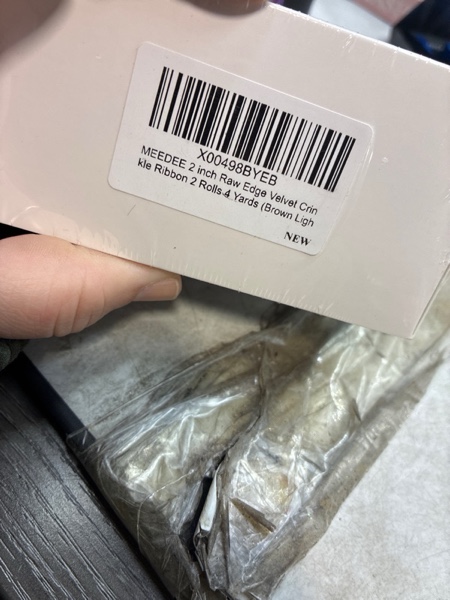 X00498BYEB
MEEDEE 2 inch Raw Edge Velvet Crin
kle Ribbon 2 Rolls 4 Yards (Brown Ligh
NEW